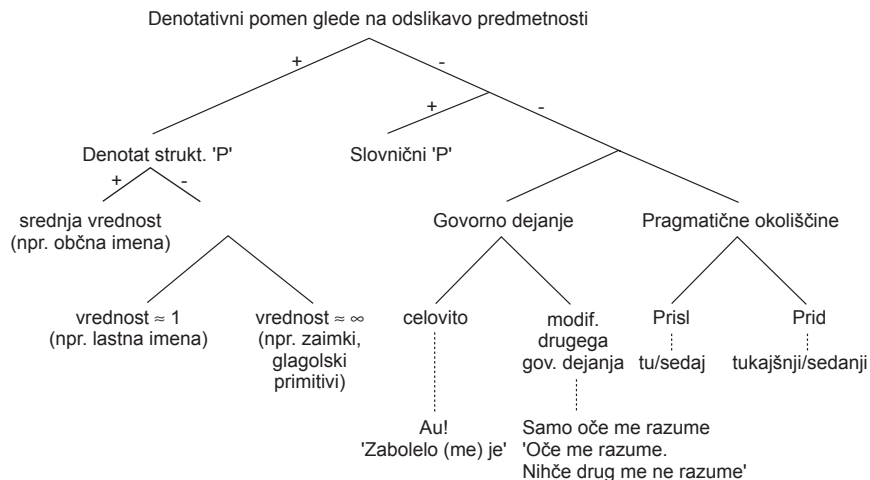 Denotativni pomen glede na odslikavo predmetnosti
+
-
+
-
Denotat strukt. 'P'
Slovnični 'P'
+
-
srednja vrednost
(npr. občna imena)
Govorno dejanje
Pragmatične okoliščine
vrednost ≈ 1
(npr. lastna imena)
vrednost ≈ ∞
(npr. zaimki,
glagolski
primitivi)
celovito
modif.
drugega
gov. dejanja
Prisl
tu/sedaj
Prid
tukajšnji/sedanji
Au!
'Zabolelo (me) je'
Samo oče me razume
'Oče me razume.
Nihče drug me ne razume'